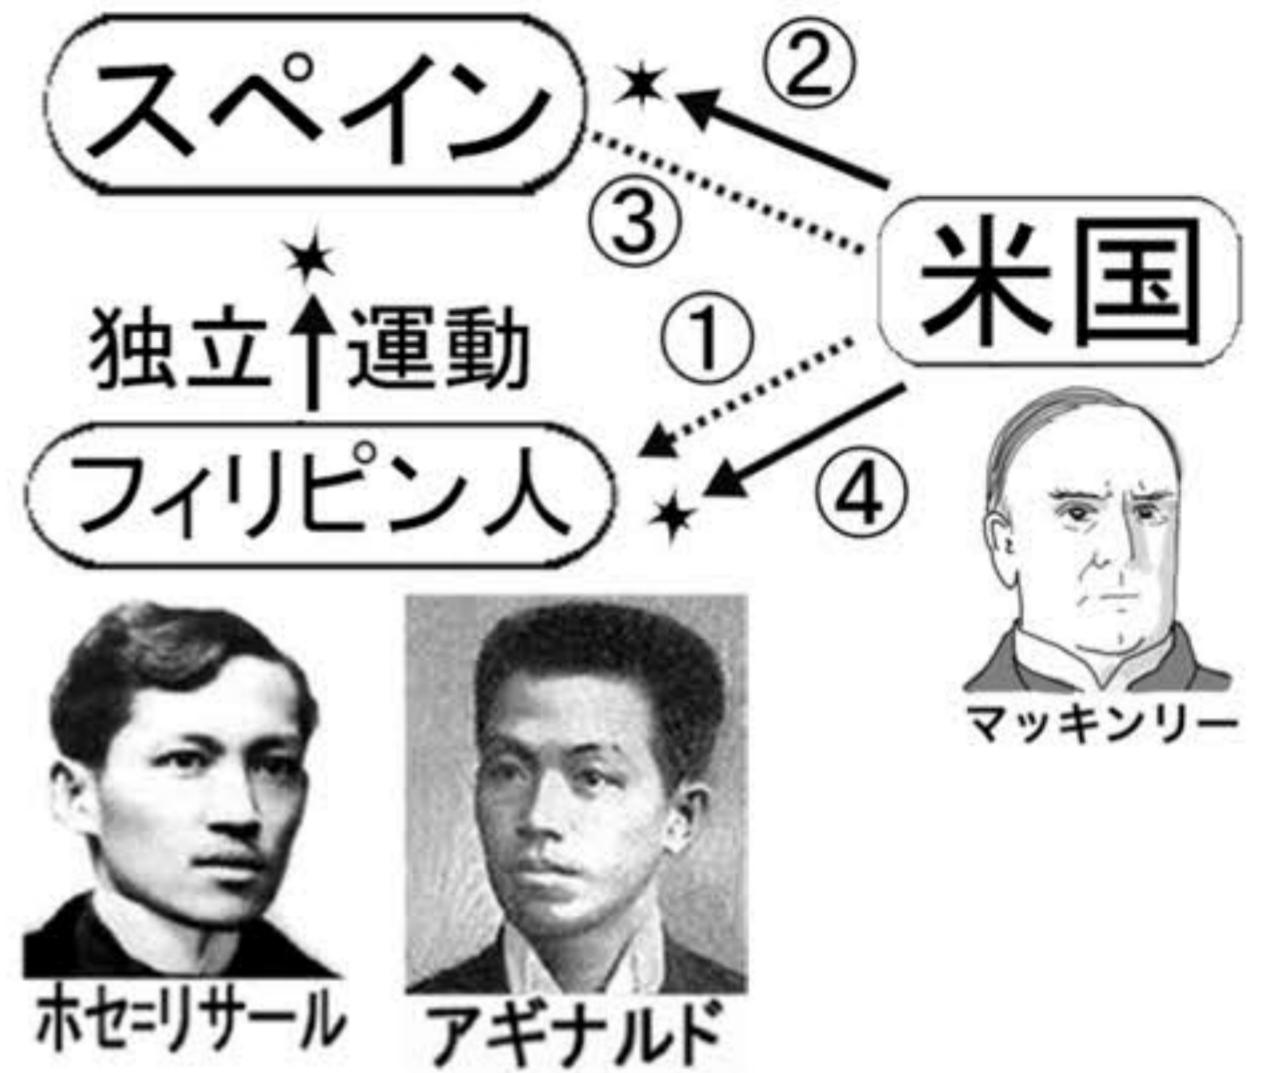 スペイン
②
③
米国
独立 運動
①
フィリピン人
④
マッキンリー
ホセ=リサール
アギナルド